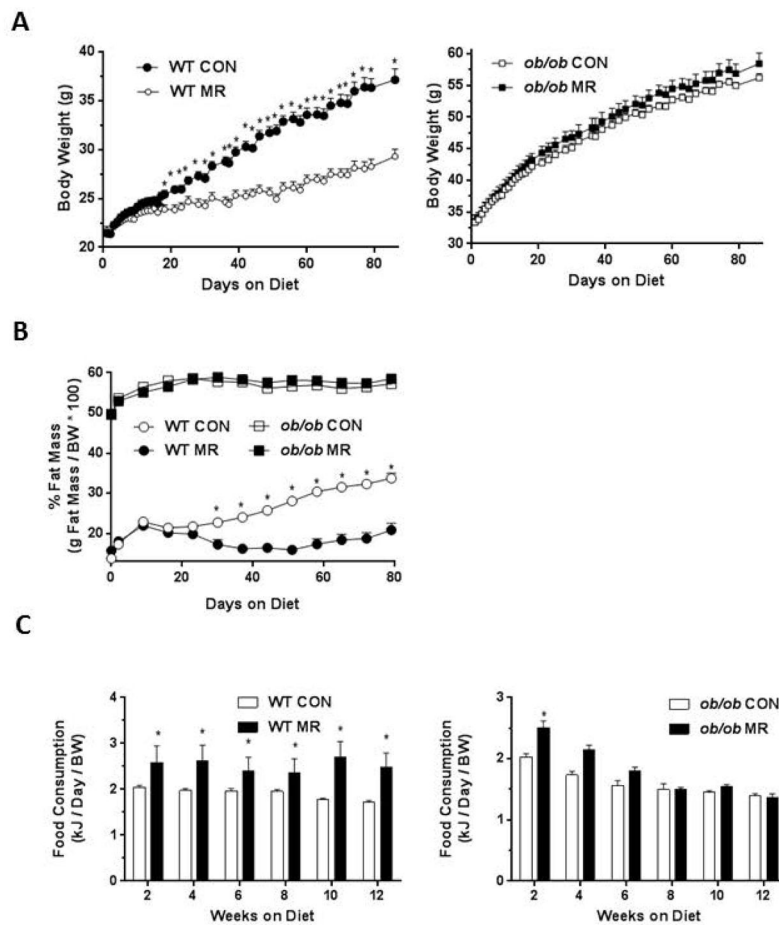 A
WT CON
WT MR
Body Weight (g)
40
35
30
25
20
0 20 40 60 80
Days on Diet
ob/ob CON
ob/ob MR
Body Weight (g)
60
55
50
45
40
35
30
0 20 40 60 80
Days on Diet
* * * * * * * * * * * * * * * * * * * *
B
% Fat Mass
(g Fat Mass / BW * 100)
60
50
40
30
20
WT CON ob/ob CON
WT MR ob/ob MR
* * * * * * * *
0 20 40 60 80
Days on Diet
C
WT CON
WT MR
Food Consumption
(kJ / Day / BW)
4
3
2
1
0
* * * * * *
2 4 6 8 10 12
Weeks on Diet
ob/ob CON
ob/ob MR
Food Consumption
(kJ / Day / BW)
3
2
1
0
*
2 4 6 8 10 12
Weeks on Diet